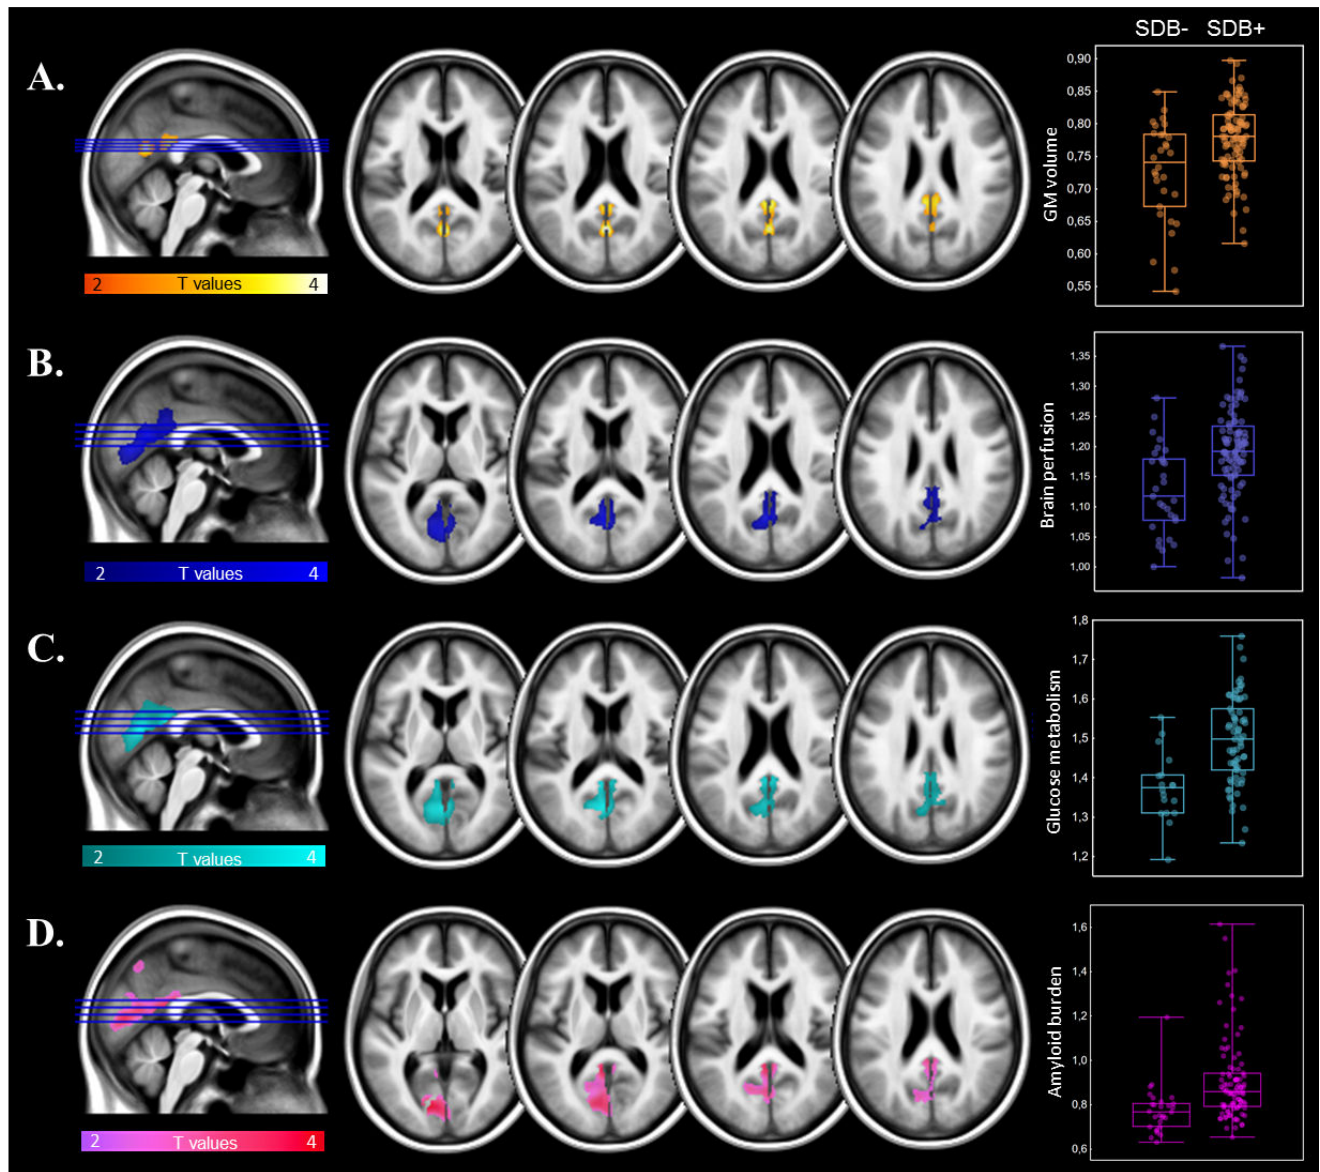 SDB- SDB+
A.
2 T values 4
GM volume
0,90
0,85
0,80
0,75
0,70
0,65
0,60
0,55
B.
2 T values 4
Brain perfusion
1,35
1,30
1,25
1,20
1,15
1,10
1,05
1,00
C.
2 T values 4
Glucose metabolism
1,8
1,7
1,6
1,5
1,4
1,3
1,2
D.
2 T values 4
Amyloid burden
1,6
1,4
1,2
1,0
0,8
0,6